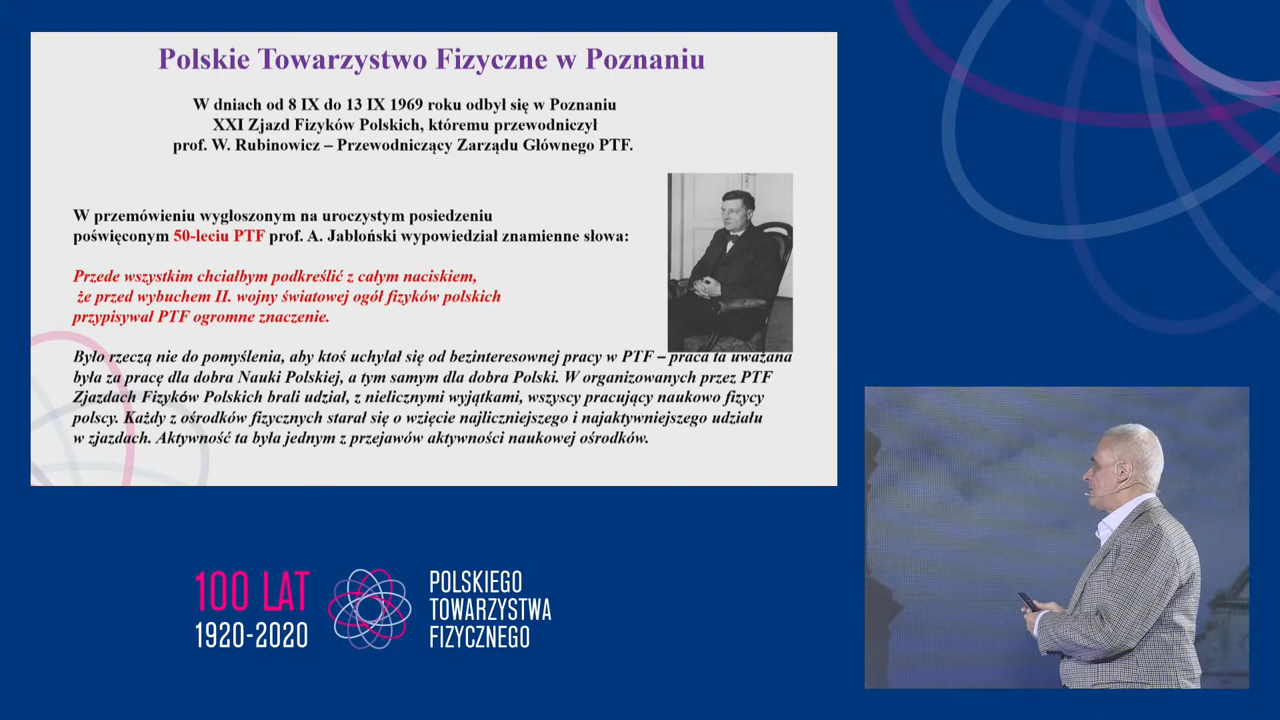 Polskie Towarzystwo Fizyczne w Poznaniu
W dniach od 8 IX do 13 IX 1969 roku odbył się w Poznaniu
XXI Zjazd Fizyków Polskich, któremu przewodniczył
prof. W. Rubinowicz – Przewodniczący Zarządu Głównego PTF.
W przemówieniu wygłoszonym na uroczystym posiedzeniu
poświęconym 50-leciu PTF prof. A. Jabłoński wypowiedział znamienne słowa:
Przede wszystkim chciałbym podkreślić z całym naciskiem,
że przed wybuchem II. wojny światowej ogół fizyków polskich
przypisywał PTF ogromne znaczenie.
Było rzeczą nie do pomyślenia, aby ktoś uchylał się od bezinteresownej pracy w PTF – praca ta uważana
była za pracę dla dobra Nauki Polskiej, a tym samym dla dobra Polski. W organizowanych przez PTF
Zjazdach Fizyków Polskich brali udział, z nielicznymi wyjątkami, wszyscy pracujący naukowo fizycy
polscy. Każdy z ośrodków fizycznych starał się o wzięcie najliczniejszego i najaktywniejszego udziału
w zjazdach. Aktywność ta była jednym z przejawów aktywności naukowej ośrodków.
100 LAT
1920-2020
POLSKIEGO
TOWARZYSTWA
FIZYCZNEGO